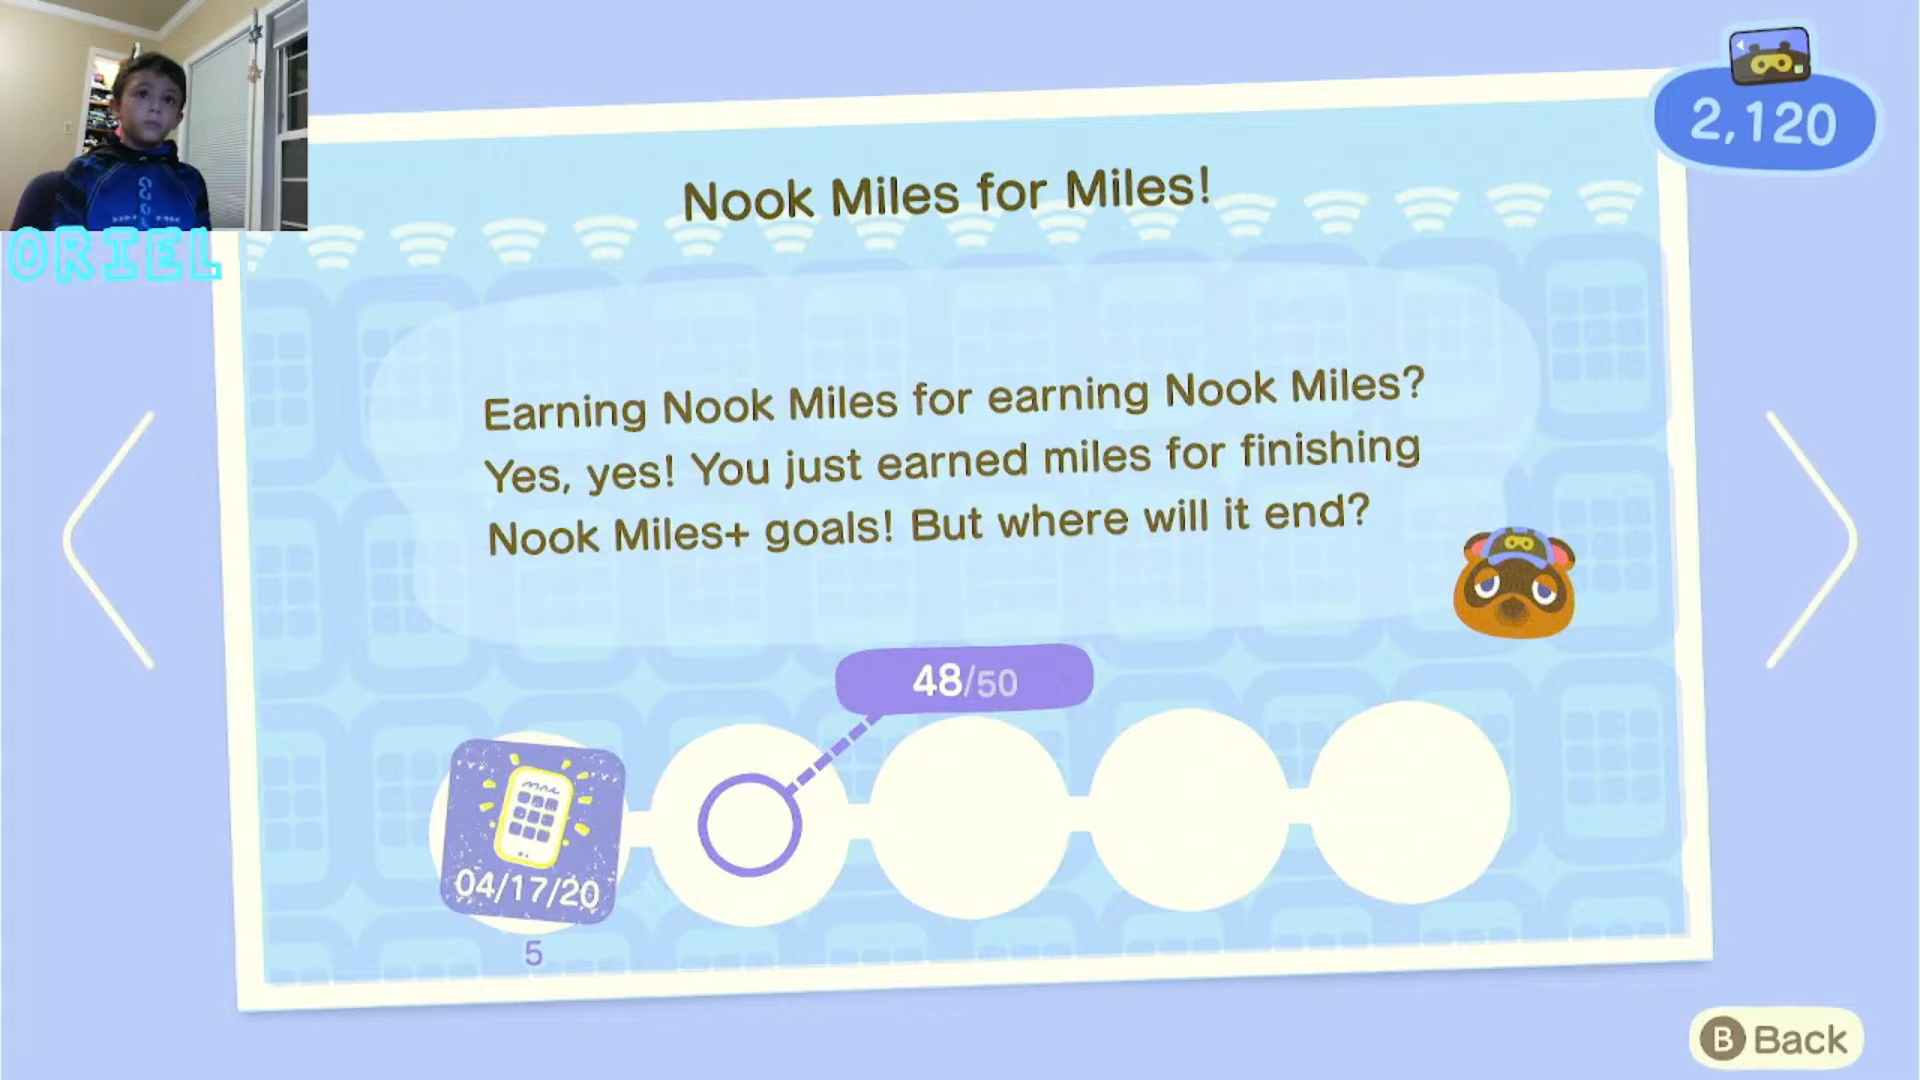 ORIEL
2,120
Nook Miles for Miles!
Earning Nook Miles for earning Nook Miles?
Yes, yes! You just earned miles for finishing
Nook Miles+ goals! But where will it end?
48/50
04/17/20
5
B Back